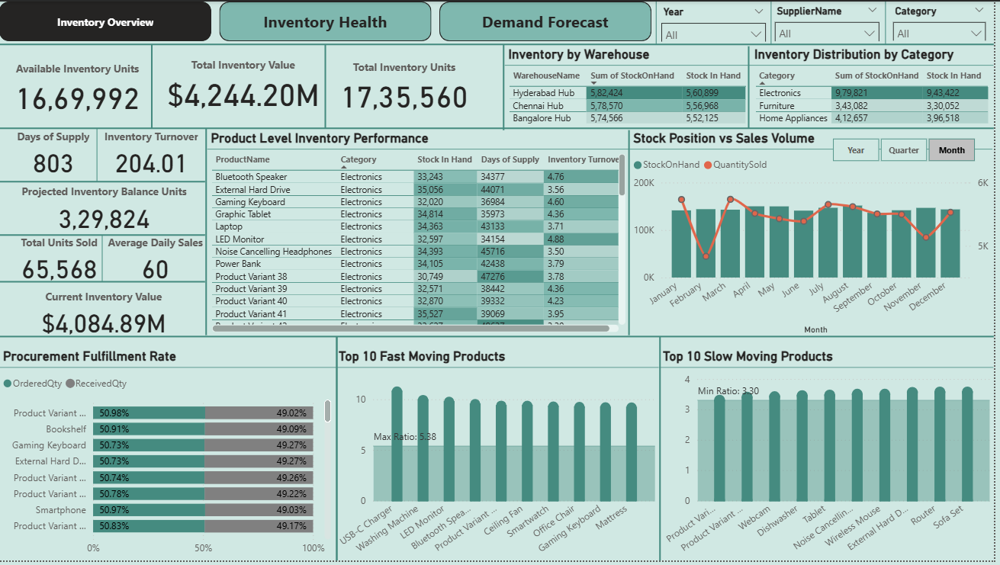 Inventory Overview
Inventory Health
Demand Forecast
Year
All
SupplierName
All
Category
All
Available Inventory Units
16,69,992
Total Inventory Value
$4,244.20M
Total Inventory Units
17,35,560
Inventory by Warehouse
WarehouseName Sum of StockOnHand Stock In Hand
Hyderabad Hub 5,82,424 5,60,899
Chennai Hub 5,78,570 5,56,968
Bangalore Hub 5,74,566 5,52,125
Inventory Distribution by Category
Category Sum of StockOnHand Stock In Hand
Electronics 9,79,821 9,43,422
Furniture 3,43,082 3,30,052
Home Appliances 4,12,657 3,96,518
Days of Supply
803
Inventory Turnover
204.01
Projected Inventory Balance Units
3,29,824
Total Units Sold
65,568
Average Daily Sales
60
Current Inventory Value
$4,084.89M
Product Level Inventory Performance
ProductName Category Stock In Hand Days of Supply Inventory Turnove
Bluetooth Speaker Electronics 33,243 34377 4.76
External Hard Drive Electronics 35,056 44071 3.56
Gaming Keyboard Electronics 32,020 36984 4.60
Graphic Tablet Electronics 34,814 35973 4.36
Laptop Electronics 34,363 43133 3.71
LED Monitor Electronics 32,597 34154 4.88
Noise Cancelling Headphones Electronics 34,393 45716 3.50
Power Bank Electronics 34,105 42438 3.79
Product Variant 38 Electronics 30,749 47276 3.78
Product Variant 39 Electronics 32,571 38442 4.36
Product Variant 40 Electronics 32,870 39332 4.23
Product Variant 41 Electronics 35,527 39069 3.95
Stock Position vs Sales Volume
Year Quarter Month
StockOnHand QuantitySold
200K
100K
0K
6K
5K
January
February
March
April
May
June
July
August
September
October
November
December
Month
Procurement Fulfillment Rate
OrderedQty ReceivedQty
Product Variant ... 50.98% 49.02%
Bookshelf 50.91% 49.09%
Gaming Keyboard 50.73% 49.27%
External Hard D... 50.73% 49.27%
Product Variant ... 50.74% 49.26%
Product Variant ... 50.78% 49.22%
Smartphone 50.97% 49.03%
Product Variant ... 50.83% 49.17%
0% 50% 100%
Top 10 Fast Moving Products
10
5
0
Max Ratio: 5.38
USB-C Charger
Washing Machine
LED Monitor
Bluetooth Spea...
Product Variant ...
Ceiling Fan
Smartwatch
Office Chair
Gaming Keyboard
Mattress
Top 10 Slow Moving Products
4
3
2
1
0
Min Ratio: 3.30
Product Vari...
Product Variant ...
Webcam
Dishwasher
Tablet
Noise Cancellin...
Wireless Mouse
External Hard D...
Router
Sofa Set